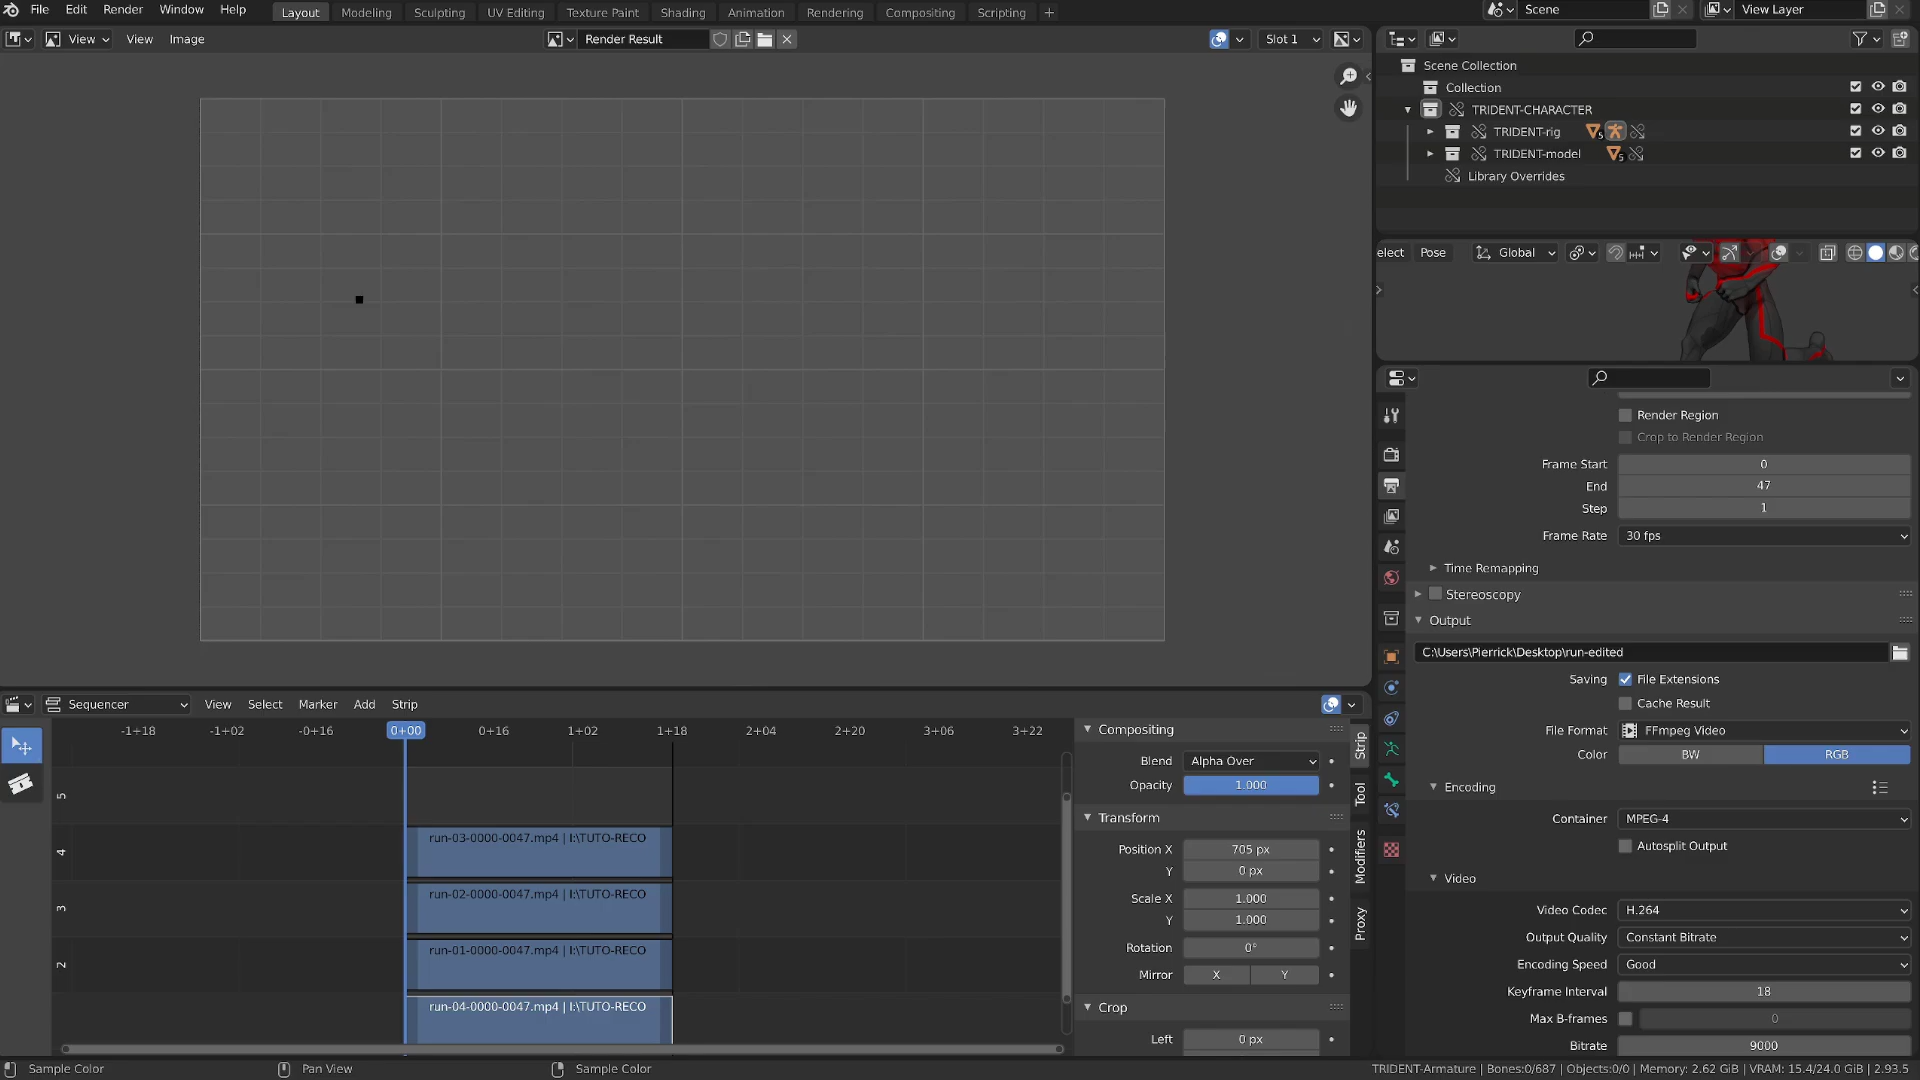 File Edit Render Window Help Layout Modeling Sculpting UV Editing Texture Paint Shading Animation Rendering Compositing Scripting + Scene View Layer
View View Image Render Result Slot 1
Scene Collection
Collection
TRIDENT-CHARACTER
TRIDENT-rig 5
TRIDENT-model 5
Library Overrides
elect Pose Global
Render Region
Crop to Render Region
Frame Start 0
End 47
Step 1
Frame Rate 30 fps
Time Remapping
Stereoscopy
Output
C:\Users\Pierrick\Desktop\run-edited
Saving File Extensions
Cache Result
File Format FFmpeg Video
Color BW RGB
Encoding
Container MPEG-4
Autosplit Output
Video
Video Codec H.264
Output Quality Constant Bitrate
Encoding Speed Good
Keyframe Interval 18
Max B-frames 0
Bitrate 9000
Sequencer View Select Marker Add Strip
-1+18 -1+02 -0+16 0+00 0+16 1+02 1+18 2+04 2+20 3+06 3+22
5
4 run-03-0000-0047.mp4 | I:\TUTO-RECO
3 run-02-0000-0047.mp4 | I:\TUTO-RECO
2 run-01-0000-0047.mp4 | I:\TUTO-RECO
run-04-0000-0047.mp4 | I:\TUTO-RECO
Compositing
Blend Alpha Over
Opacity 1.000
Transform
Position X 705 px
Y 0 px
Scale X 1.000
Y 1.000
Rotation 0°
Mirror X Y
Crop
Left 0 px
Strip
Tool
Modifiers
Proxy
Sample Color Pan View Sample Color TRIDENT-Armature | Bones:0/687 | Objects:0/0 | Memory: 2.62 GiB | VRAM: 15.4/24.0 GiB | 2.93.5